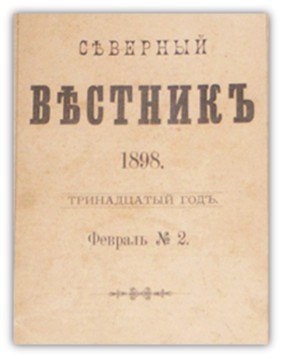 СѢВЕРНЫЙ
ВѢСТНИКЪ
1898.
ТРИНАДЦАТЫЙ ГОДЪ.
Февраль № 2.